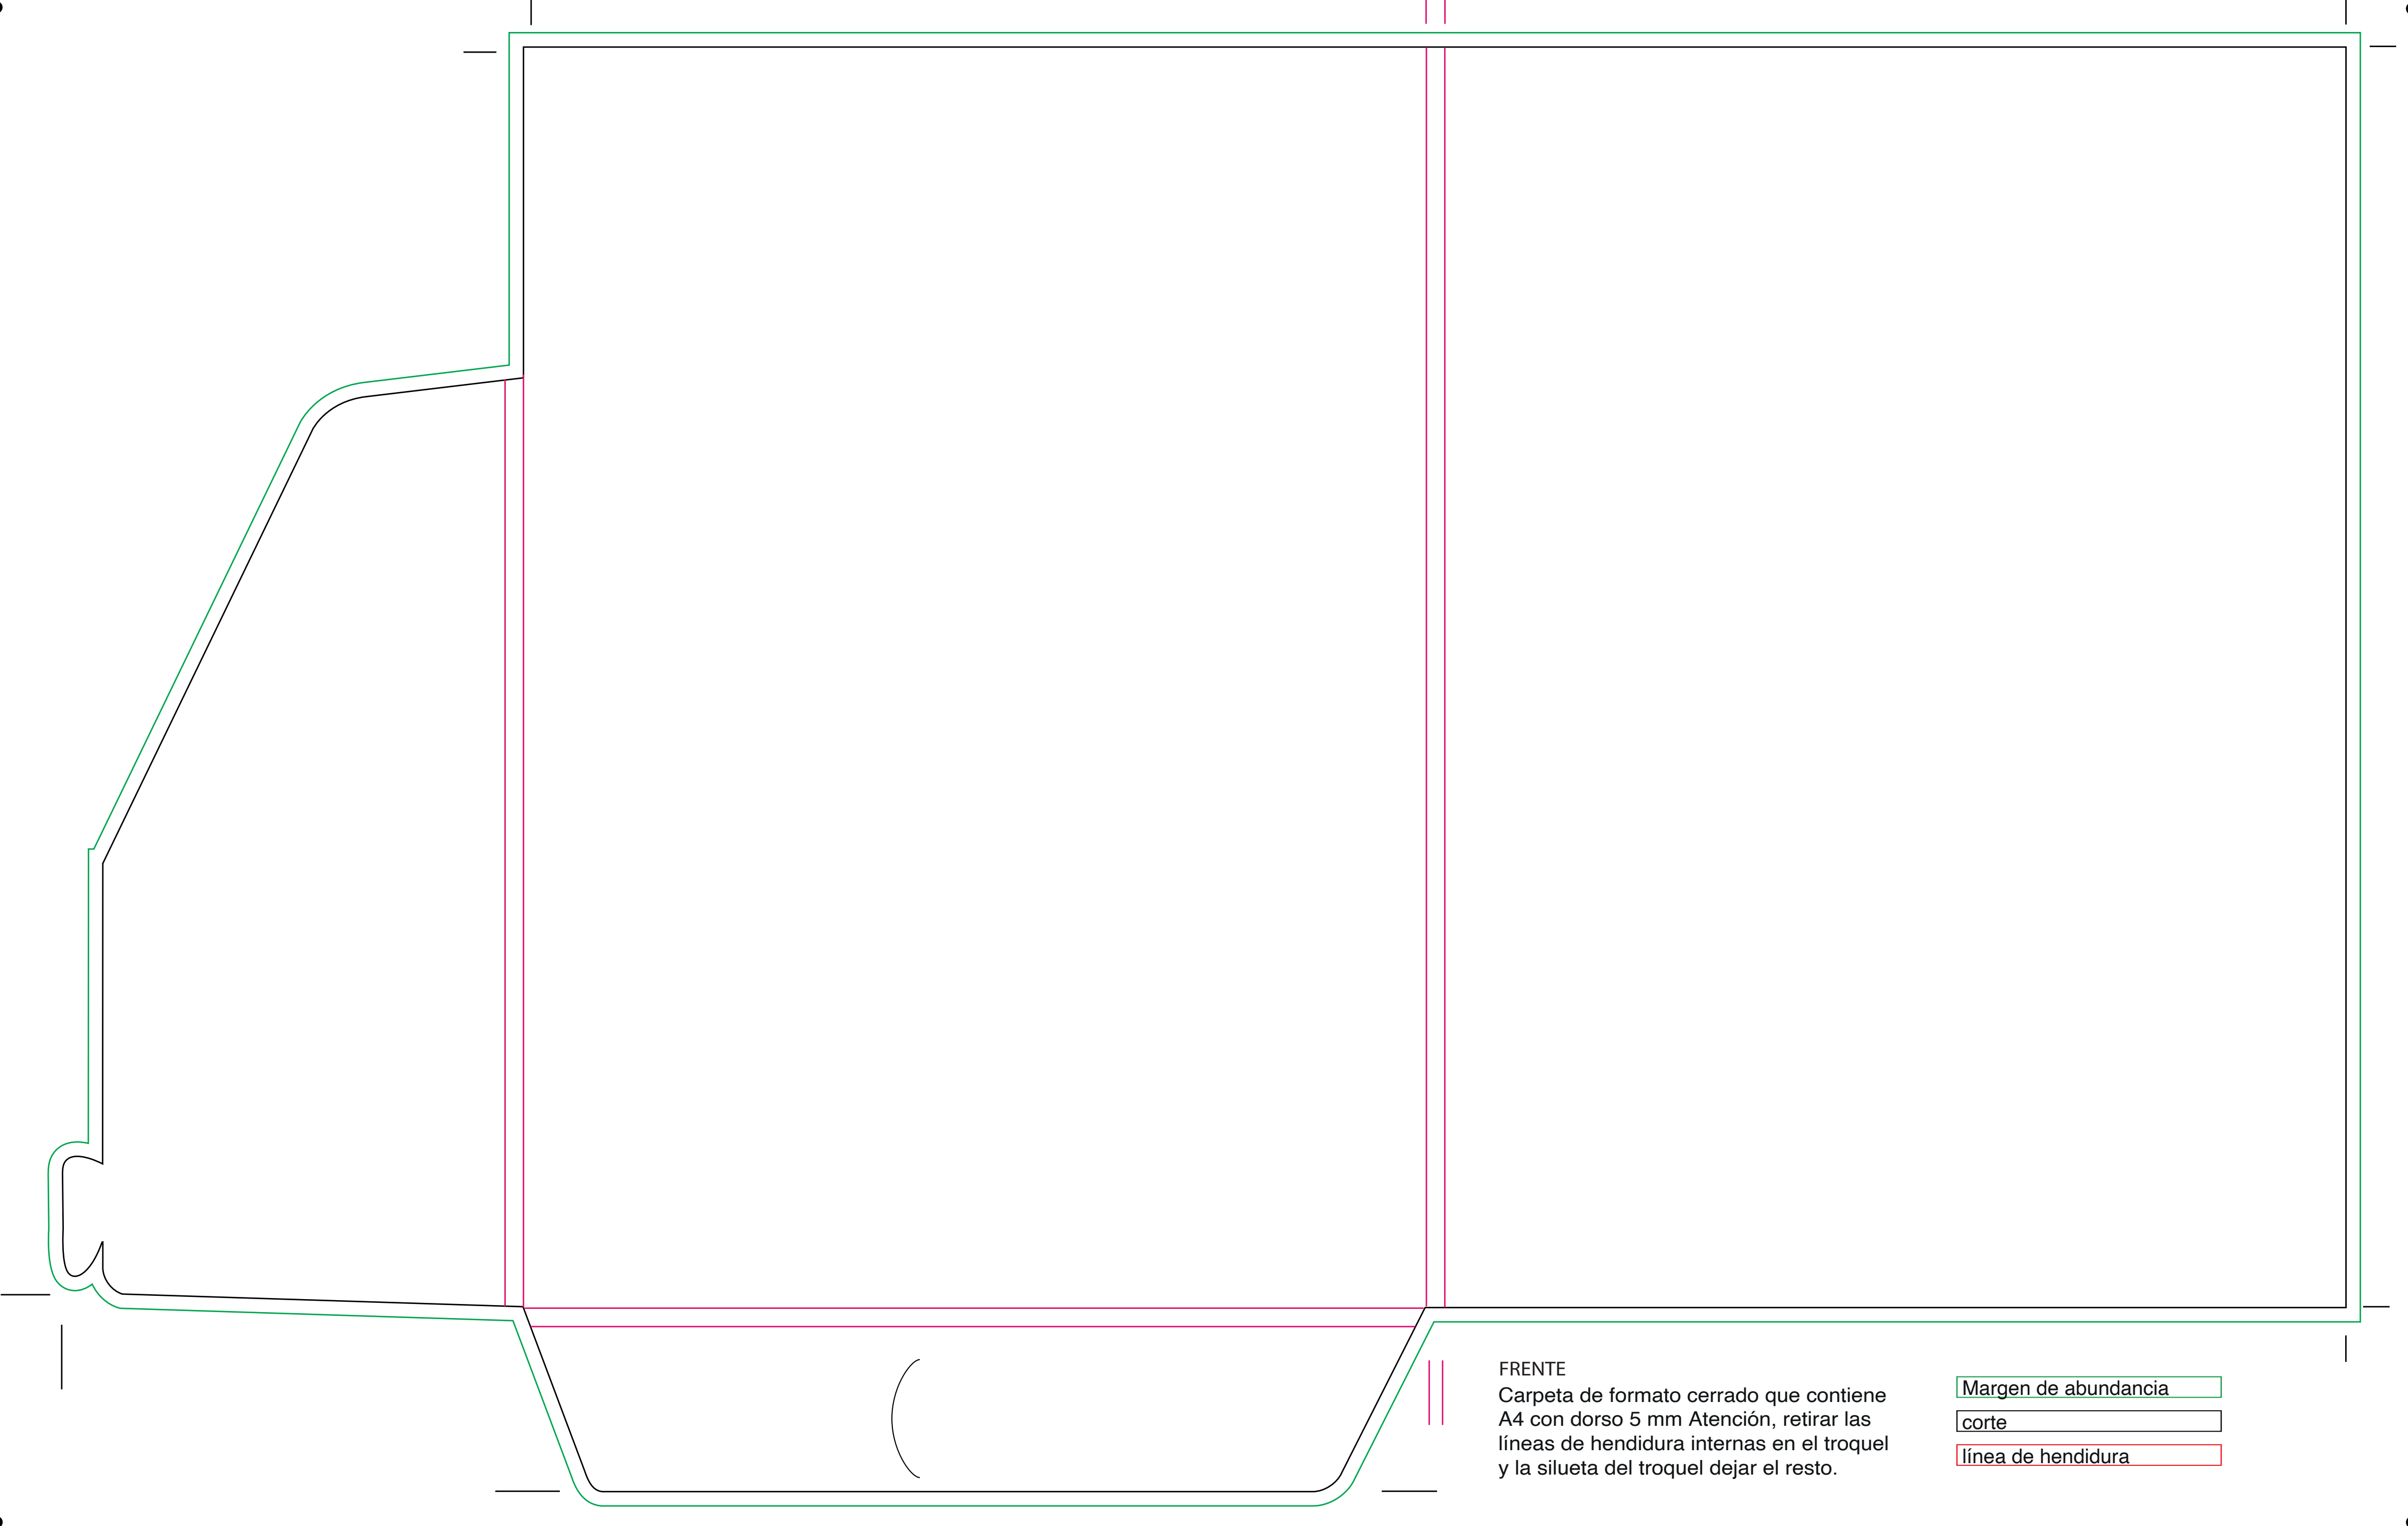 FRENTE
Carpeta de formato cerrado que contiene
A4 con dorso 5 mm Atención, retirar las
líneas de hendidura internas en el troquel
y la silueta del troquel dejar el resto.
Margen de abundancia
corte
línea de hendidura